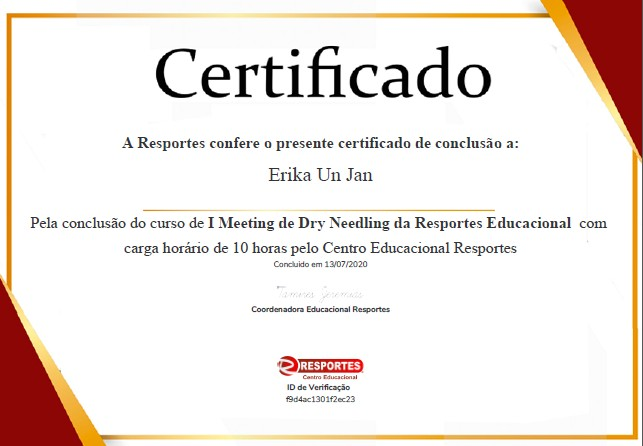 Certificado
A Resportes confere o presente certificado de conclusão a:
Erika Un Jan
Pela conclusão do curso de I Meeting de Dry Needling da Resportes Educacional com
carga horário de 10 horas pelo Centro Educacional Resportes
Concluído em 13/07/2020
Coordenadora Educacional Resportes
RESPORTES
Centro Educacional
ID de Verificação
f9d4ac1301f2ec23